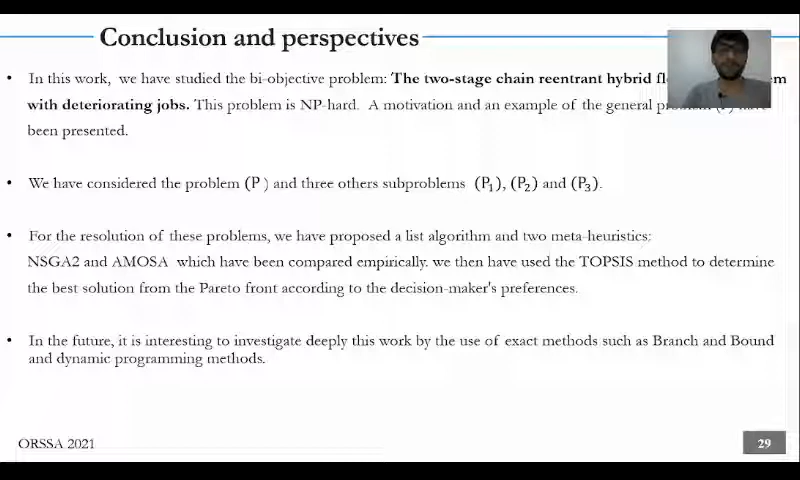 Conclusion and perspectives
• In this work, we have studied the bi-objective problem: The two-stage chain reentrant hybrid
with deteriorating jobs. This problem is NP-hard. A motivation and an example of the general
been presented.
• We have considered the problem (P ) and three others subproblems (P₁), (P₂) and (P₃).
• For the resolution of these problems, we have proposed a list algorithm and two meta-heuristics:
NSGA2 and AMOSA which have been compared empirically. we then have used the TOPSIS method to determine
the best solution from the Pareto front according to the decision-maker's preferences.
• In the future, it is interesting to investigate deeply this work by the use of exact methods such as Branch and Bound
and dynamic programming methods.
ORSSA 2021
29